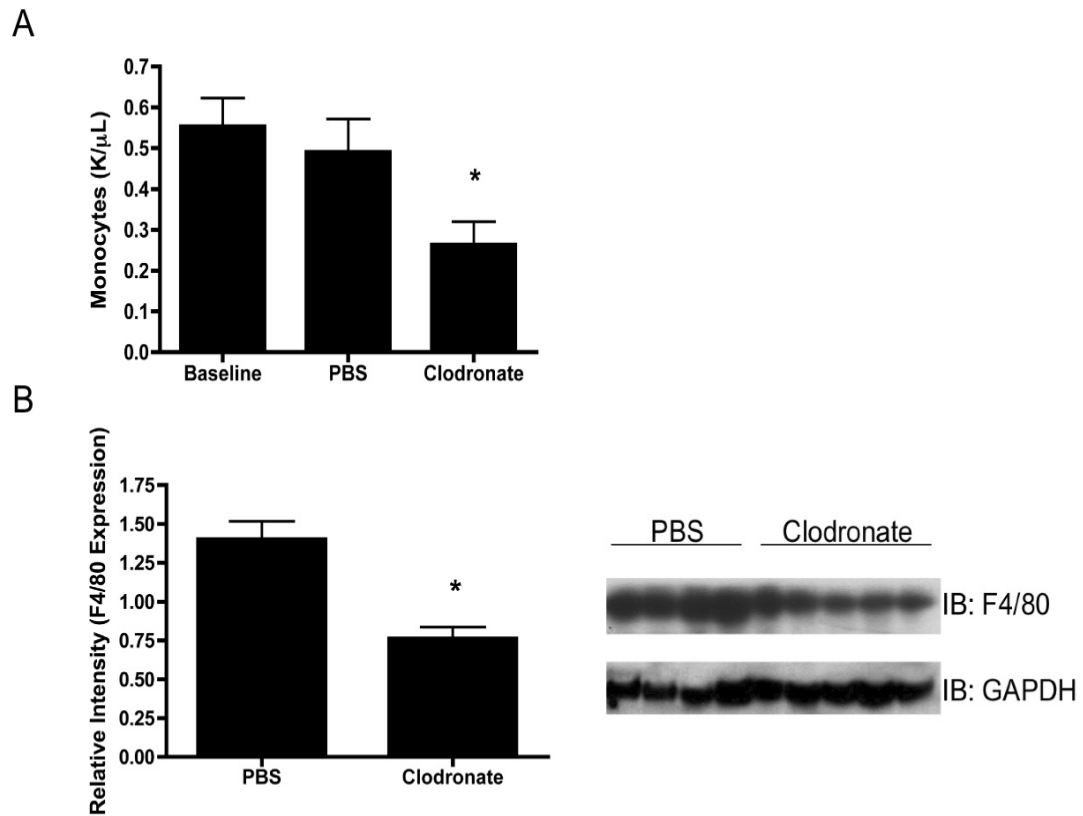 A
Monocytes (K/μL)
0.7
0.6
0.5
0.4
0.3
0.2
0.1
0.0
*
Baseline PBS Clodronate
B
Relative Intensity (F4/80 Expression)
1.75
1.50
1.25
1.00
0.75
0.50
0.25
0.00
*
PBS Clodronate
PBS Clodronate
IB: F4/80
IB: GAPDH